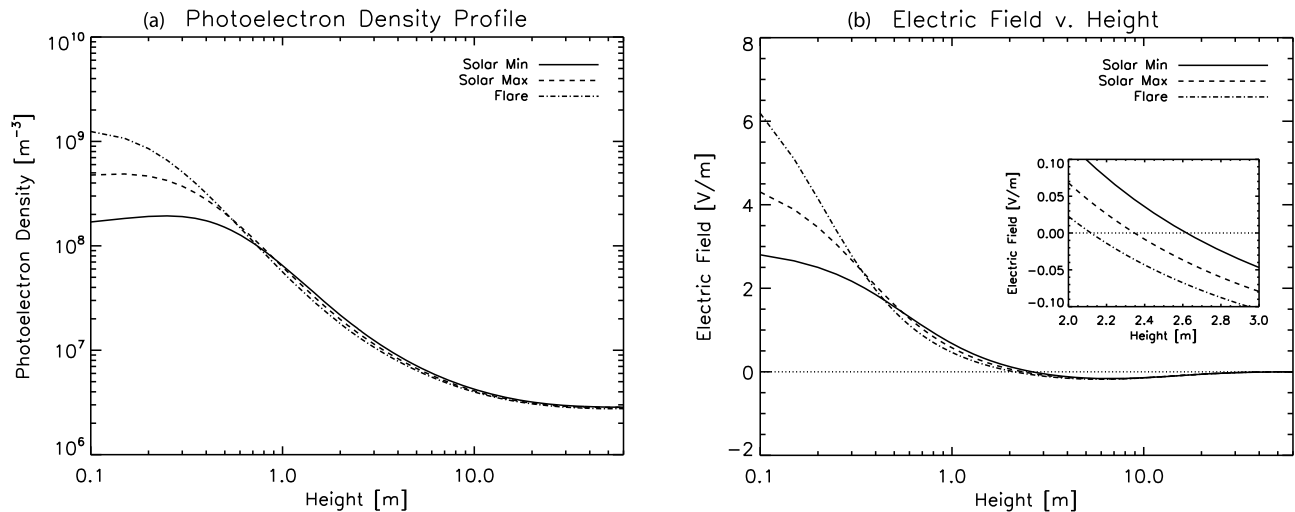 (a) Photoelectron Density Profile
10^10
10^9
10^8
10^7
10^6
Photoelectron Density [m^-3]
Solar Min
Solar Max
Flare
0.1 1.0 10.0
Height [m]
(b) Electric Field v. Height
8
6
4
2
0
-2
Electric Field [V/m]
Solar Min
Solar Max
Flare
0.10
0.05
0.00
-0.05
-0.10
Electric Field [V/m]
2.0 2.2 2.4 2.6 2.8 3.0
Height [m]
0.1 1.0 10.0
Height [m]